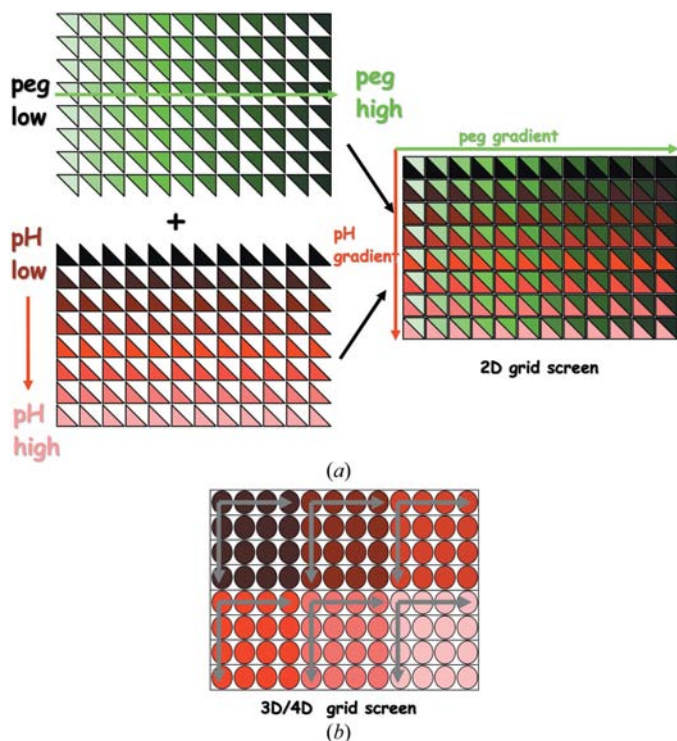 peg
low
peg
high
peg gradient
+
pH
low
pH
gradient
pH
high
2D grid screen
(a)
3D/4D grid screen
(b)